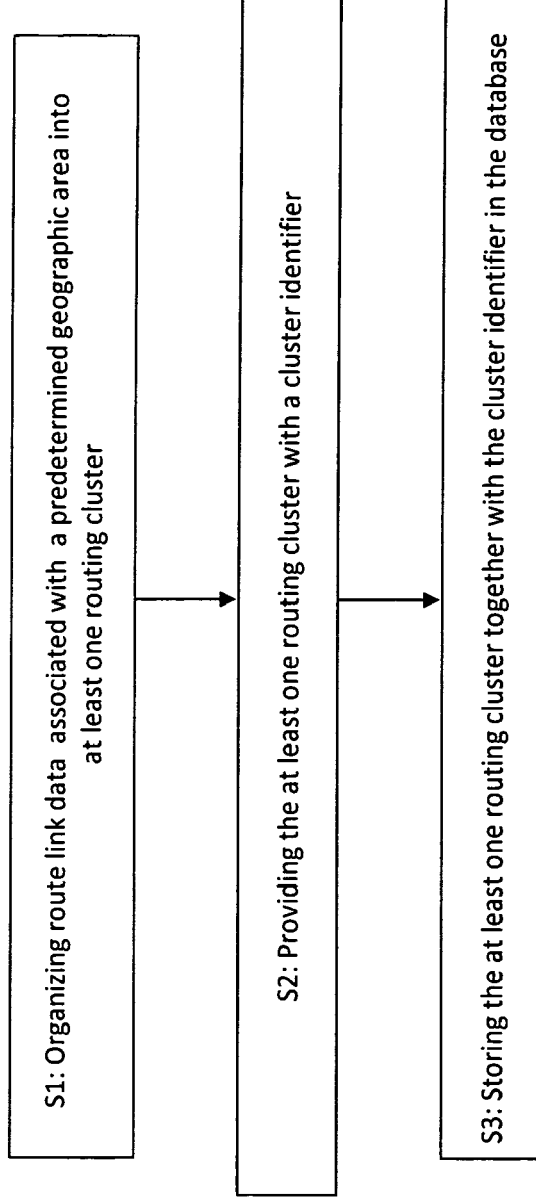 S1: Organizing route link data associated with a predetermined geographic area into
at least one routing cluster
S2: Providing the at least one routing cluster with a cluster identifier
S3: Storing the at least one routing cluster together with the cluster identifier in the database